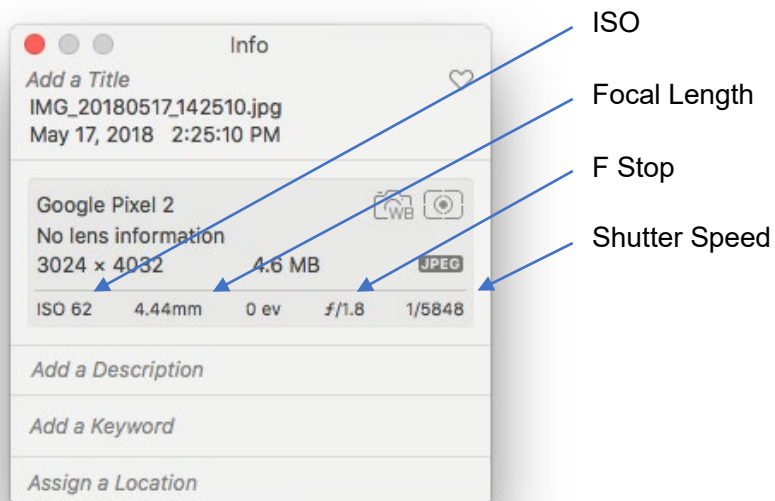 Info
Add a Title
IMG_20180517_142510.jpg
May 17, 2018 2:25:10 PM
Google Pixel 2
WB
No lens information
3024 × 4032 4.6 MB JPEG
ISO 62 4.44mm 0 ev ƒ/1.8 1/5848
Add a Description
Add a Keyword
Assign a Location
ISO
Focal Length
F Stop
Shutter Speed